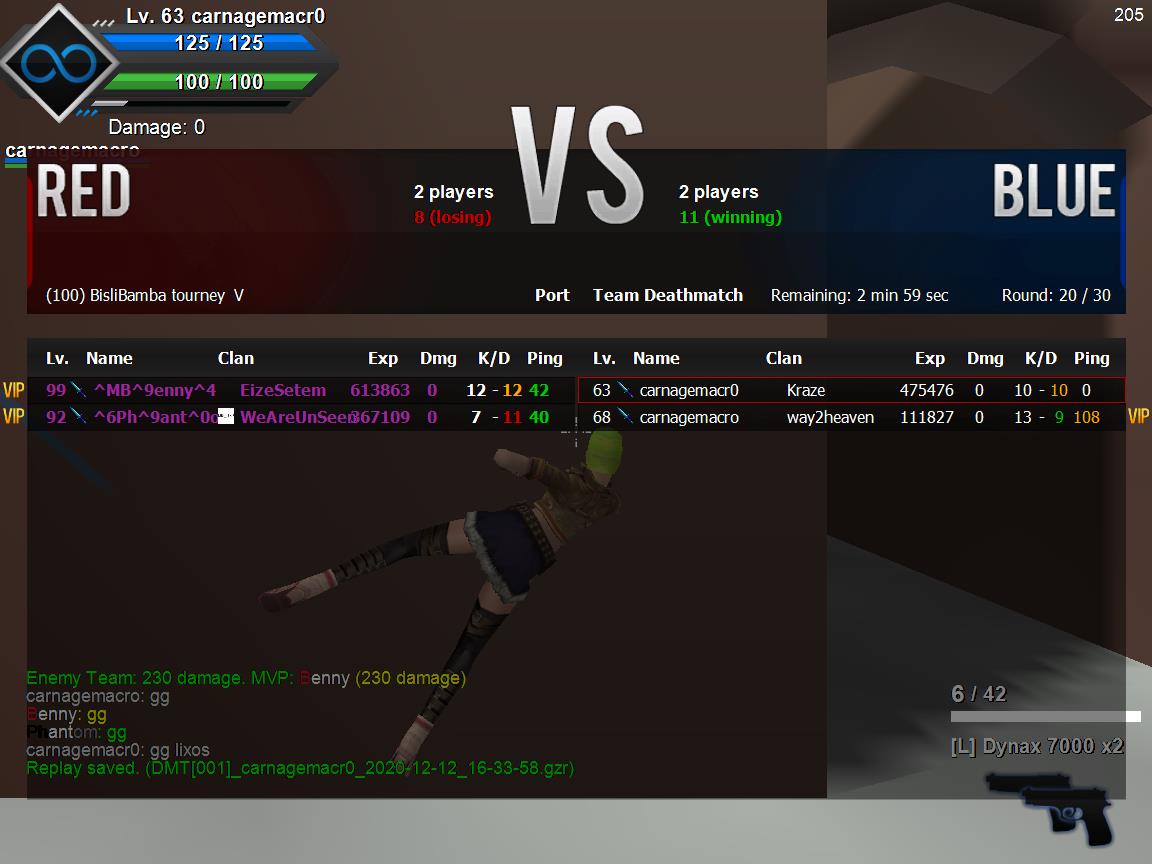 Lv. 63 carnagemacr0
205
125 / 125
100 / 100
Damage: 0
carnagemacro
VS
RED
BLUE
2 players
2 players
8 (losing)
11 (winning)
(100) BisliBamba tourney V
Port Team Deathmatch Remaining: 2 min 59 sec Round: 20 / 30
Lv. Name Clan Exp Dmg K/D Ping
Lv. Name Clan Exp Dmg K/D Ping
VIP 99 ^MB^9enny^4 EizeSetem 613863 0 12 - 12 42
63 carnagemacr0 Kraze 475476 0 10 - 10 0
VIP 92 ^6Ph^9ant^0o WeAreUnSeen 367109 0 7 - 11 40
68 carnagemacro way2heaven 111827 0 13 - 9 108 VIP
Enemy Team: 230 damage. MVP: Benny (230 damage)
carnagemacro: gg
Benny: gg
Phantom: gg
carnagemacr0: gg lixos
Replay saved. (DMT[001]_carnagemacr0_2020-12-12_16-33-58.gzr)
6 / 42
[L] Dynax 7000 x2